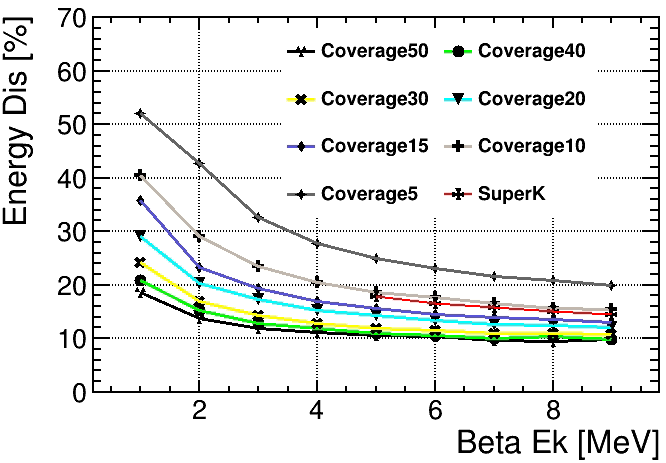 Energy Dis [%]
70
60
50
40
30
20
10
0
Coverage50 Coverage40
Coverage30 Coverage20
Coverage15 Coverage10
Coverage5 SuperK
2 4 6 8
Beta Ek [MeV]